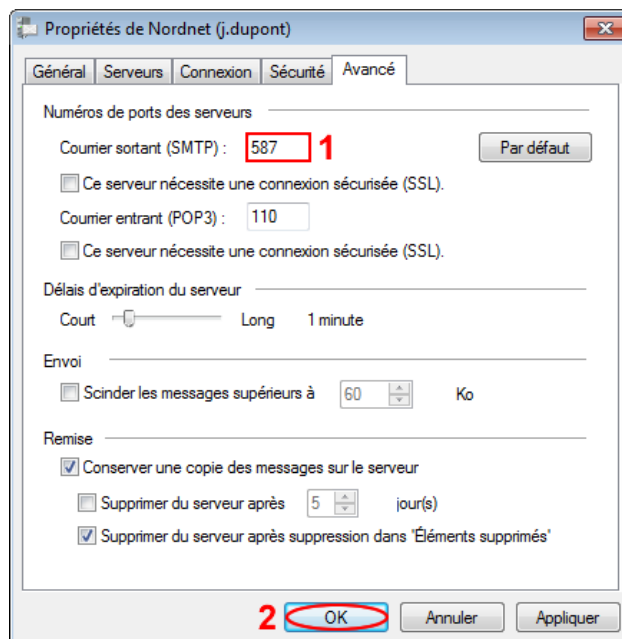 Propriétés de Nordnet (j.dupont)
Général Serveurs Connexion Sécurité Avancé
Numéros de ports des serveurs
Courrier sortant (SMTP) : 587 1 Par défaut
Ce serveur nécessite une connexion sécurisée (SSL).
Courrier entrant (POP3) : 110
Ce serveur nécessite une connexion sécurisée (SSL).
Délais d'expiration du serveur
Court Long 1 minute
Envoi
Scinder les messages supérieurs à 60 Ko
Remise
Conserver une copie des messages sur le serveur
Supprimer du serveur après 5 jour(s)
Supprimer du serveur après suppression dans 'Éléments supprimés'
2 OK Annuler Appliquer